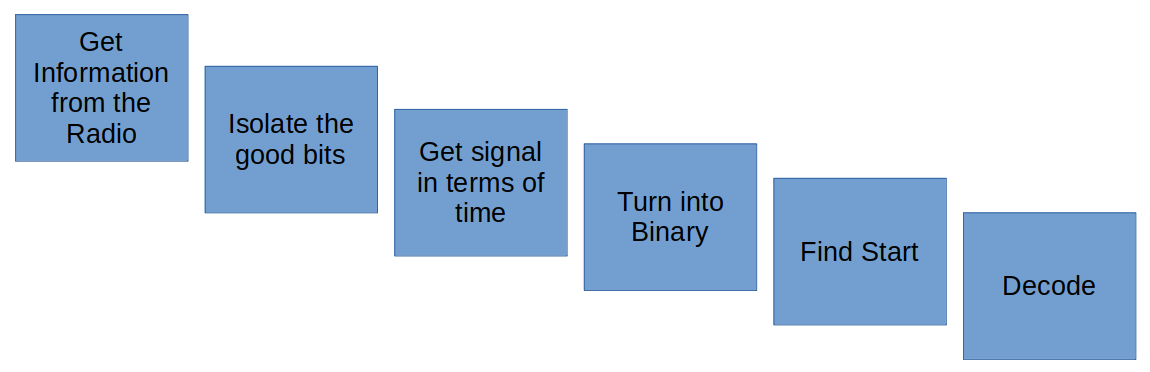 Get
Information
from the
Radio
Isolate the
good bits
Get signal
in terms of
time
Turn into
Binary
Find Start
Decode